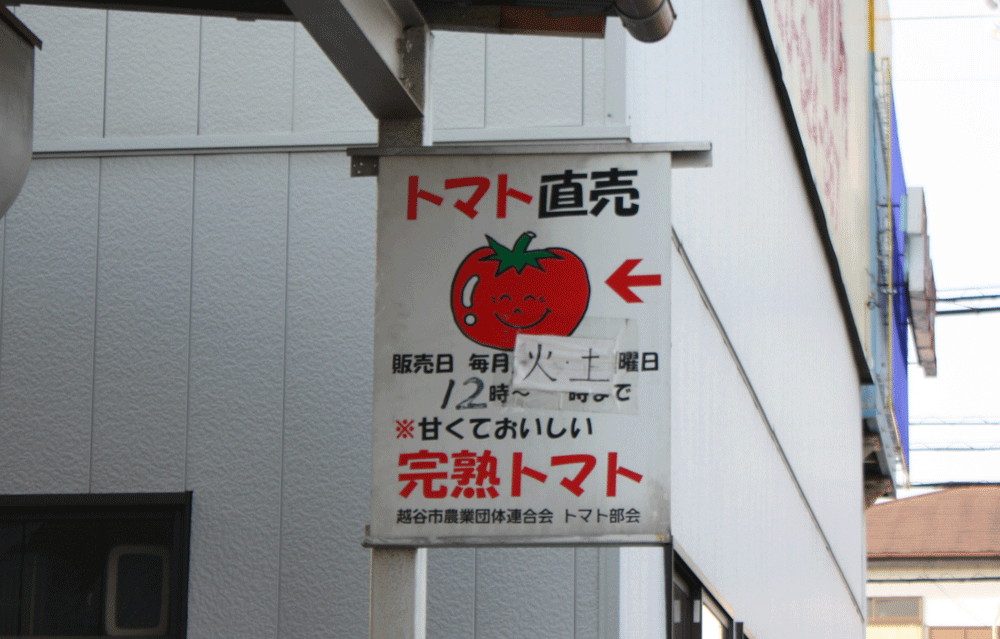 トマト直売
販売日 毎月 火・土 曜日
12時〜 時まで
※甘くておいしい
完熟トマト
越谷市農業団体連合会 トマト部会